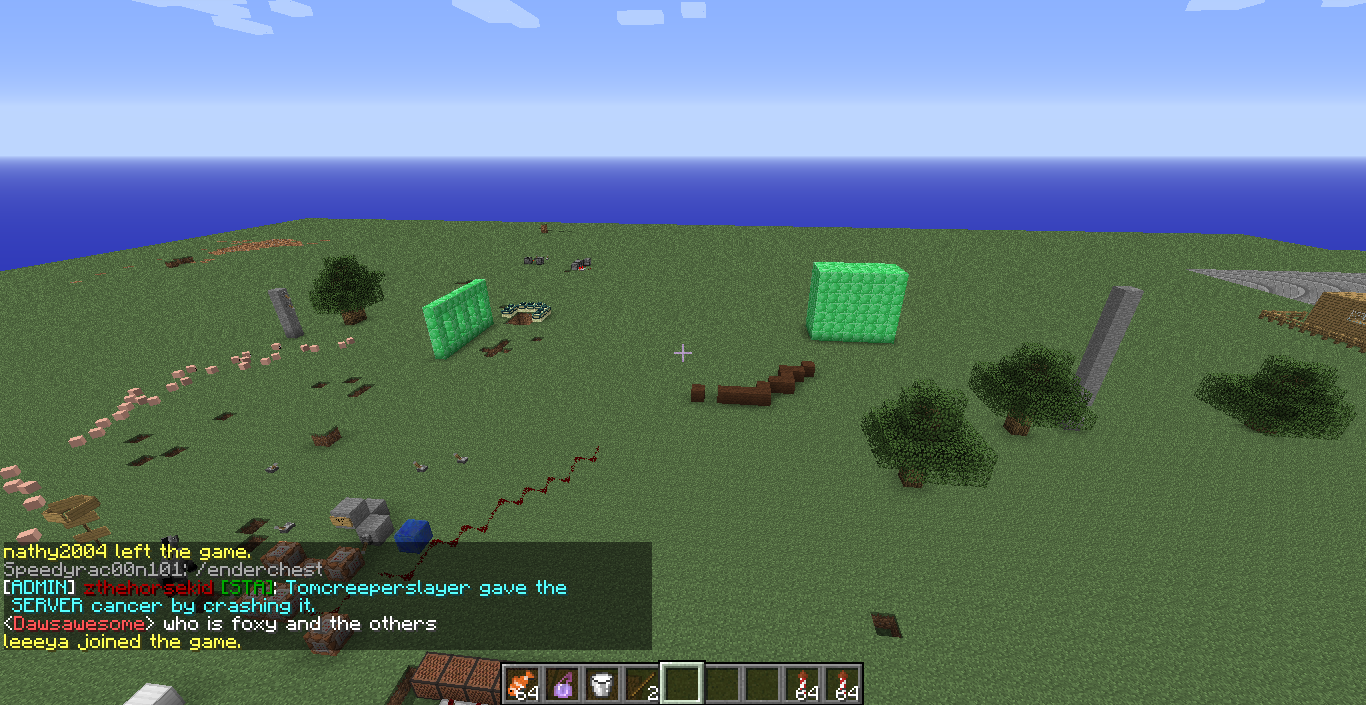 nathy2004 left the game.
Speedyrac00n101: /enderchest
[ADMIN] zthehorsekid [STA]: Tomcreeperslayer gave the
SERVER cancer by crashing it.
<Dawsawesome> who is foxy and the others
leeeya joined the game.
64 2 64 64